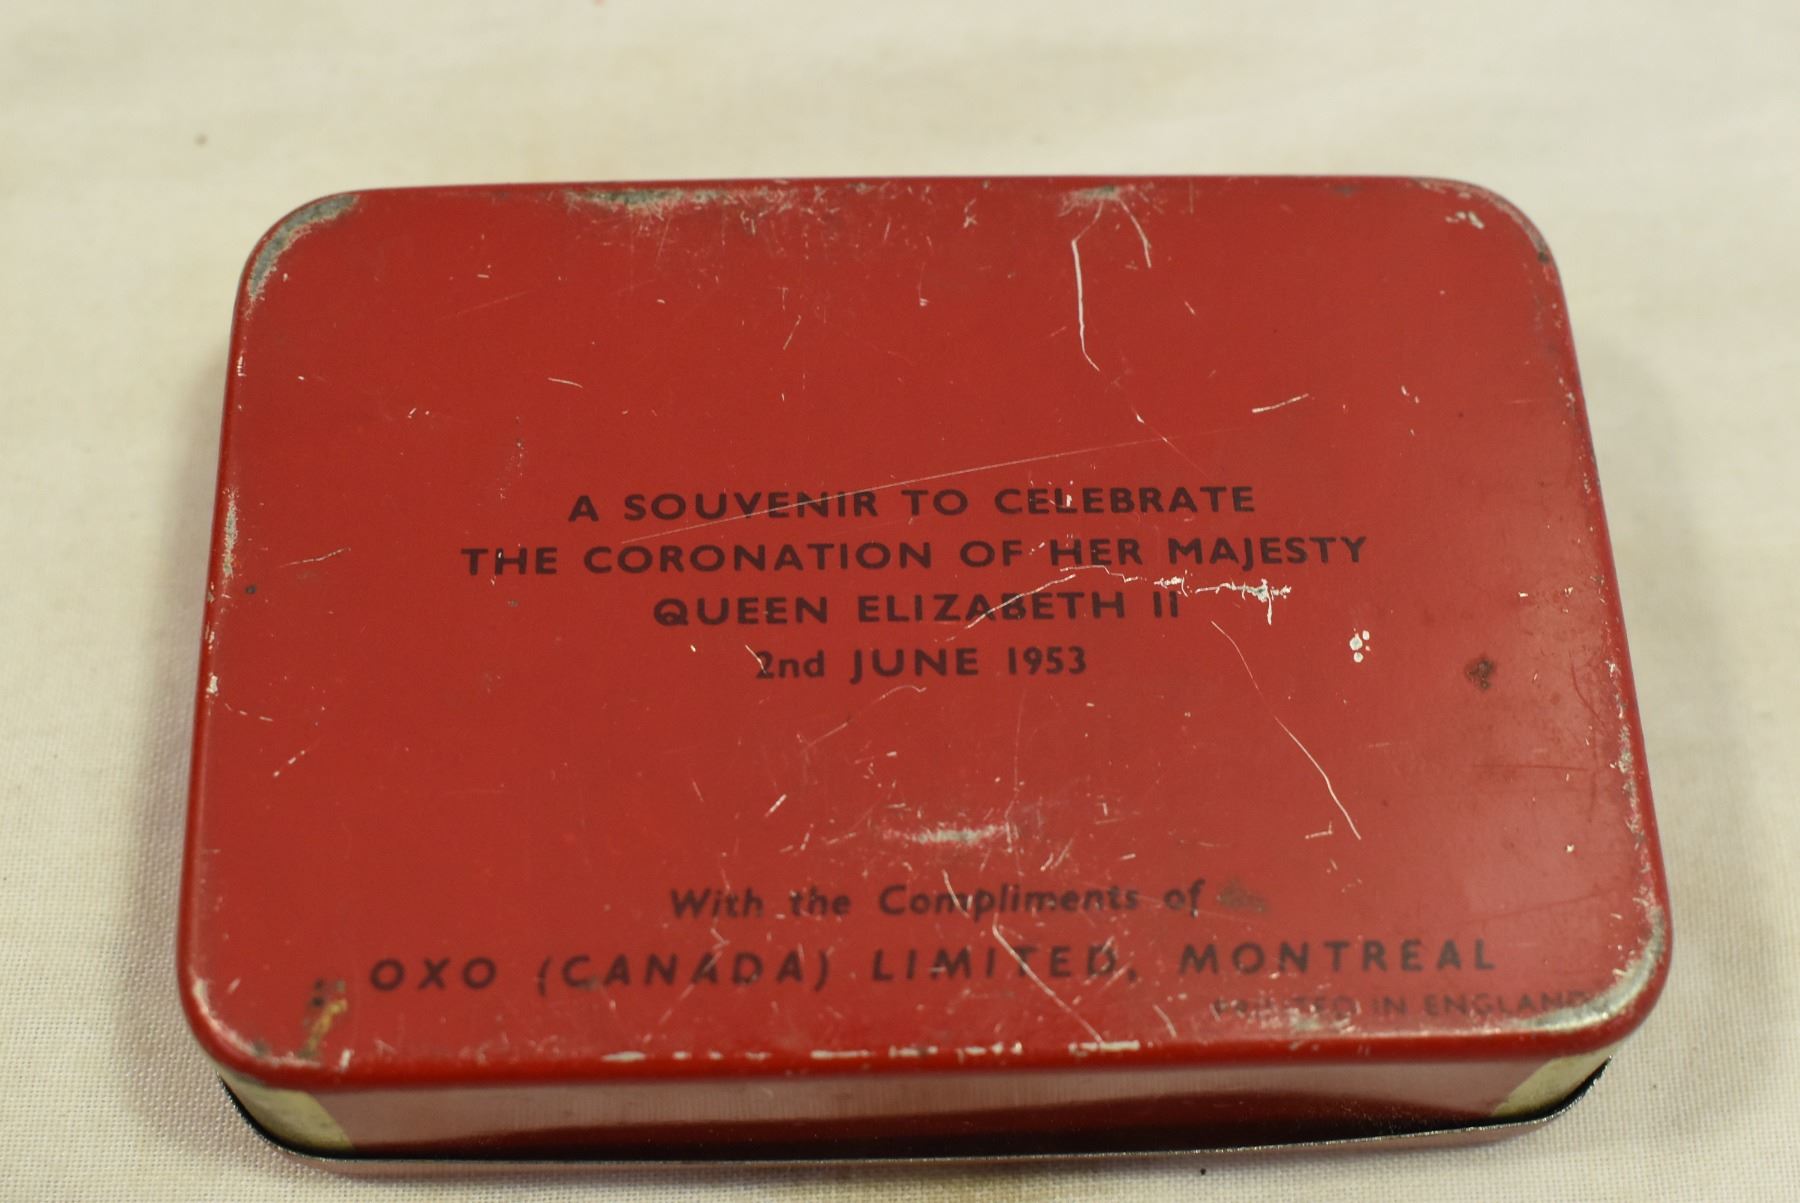 A SOUVENIR TO CELEBRATE
THE CORONATION OF HER MAJESTY
QUEEN ELIZABETH II
2nd JUNE 1953
With the Compliments of
OXO (CANADA) LIMITED, MONTREAL
PRINTED IN ENGLAND